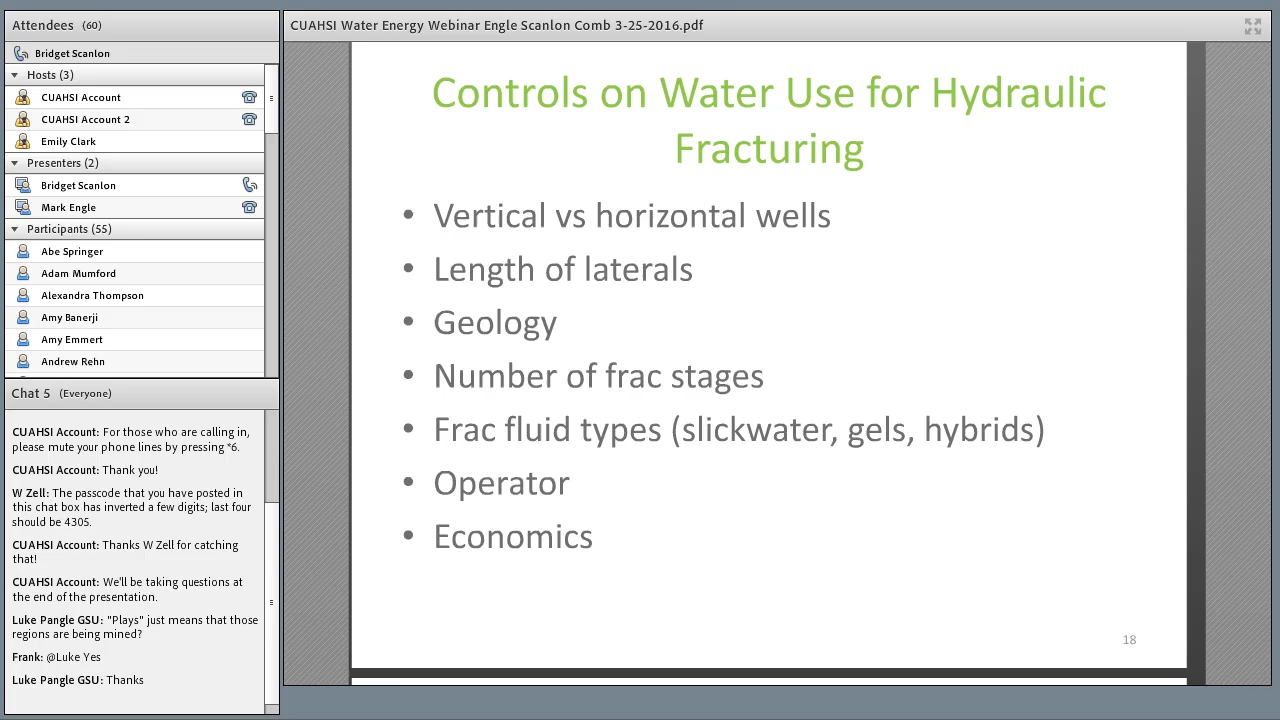 Attendees (60)
Bridget Scanlon
Hosts (3)
CUAHSI Account
CUAHSI Account 2
Emily Clark
Presenters (2)
Bridget Scanlon
Mark Engle
Participants (55)
Abe Springer
Adam Mumford
Alexandra Thompson
Amy Banerji
Amy Emmert
Andrew Rehn
Chat 5 (Everyone)
CUAHSI Account: For those who are calling in,
please mute your phone lines by pressing *6.
CUAHSI Account: Thank you!
W Zell: The passcode that you have posted in
this chat box has inverted a few digits; last four
should be 4305.
CUAHSI Account: Thanks W Zell for catching
that!
CUAHSI Account: We'll be taking questions at
the end of the presentation.
Luke Pangle GSU: "Plays" just means that those
regions are being mined?
Frank: @Luke Yes
Luke Pangle GSU: Thanks
CUAHSI Water Energy Webinar Engle Scanlon Comb 3-25-2016.pdf
Controls on Water Use for Hydraulic
Fracturing
• Vertical vs horizontal wells
• Length of laterals
• Geology
• Number of frac stages
• Frac fluid types (slickwater, gels, hybrids)
• Operator
• Economics
18